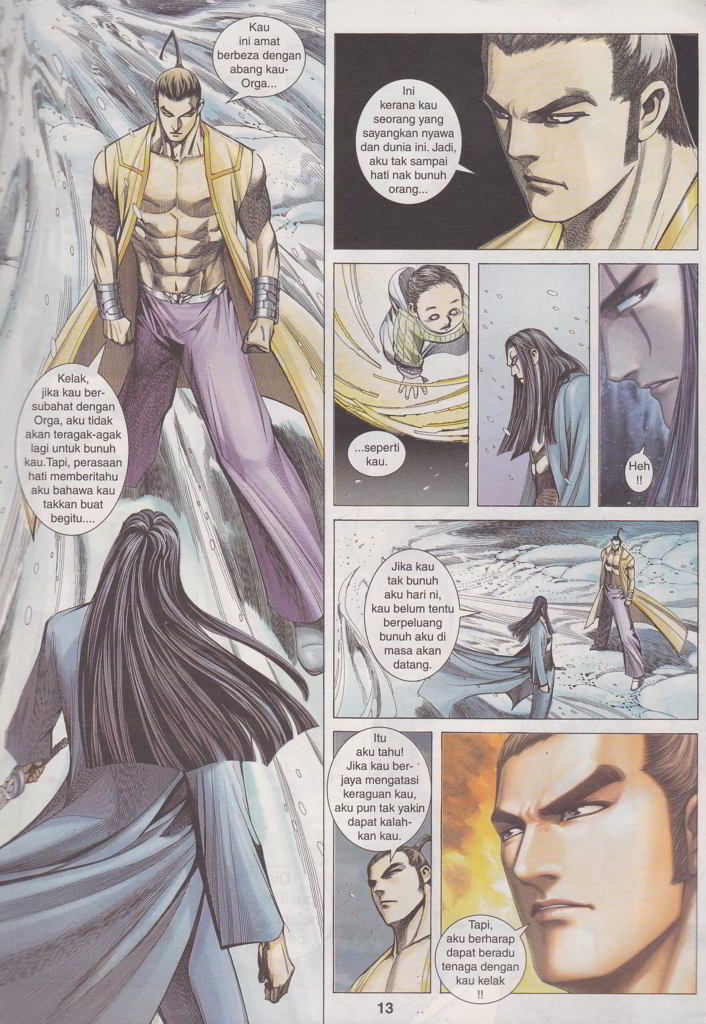 Kau
ini amat
berbeza dengan
abang kau-
Orga...
Kelak,
jika kau ber-
subahat dengan
Orga, aku tidak
akan teragak-agak
lagi untuk bunuh
kau.Tapi, perasaan
hati memberitahu
aku bahawa kau
takkan buat
begitu....
Ini
kerana kau
seorang yang
sayangkan nyawa
dan dunia ini. Jadi,
aku tak sampai
hati nak bunuh
orang...
...seperti
kau.
Heh
!!
Jika kau
tak bunuh
aku hari ni,
kau belum tentu
berpeluang
bunuh aku di
masa akan
datang.
Itu
aku tahu!
Jika kau ber-
jaya mengatasi
keraguan kau,
aku pun tak yakin
dapat kalah-
kan kau.
Tapi,
aku berharap
dapat beradu
tenaga dengan
kau kelak
!!
13